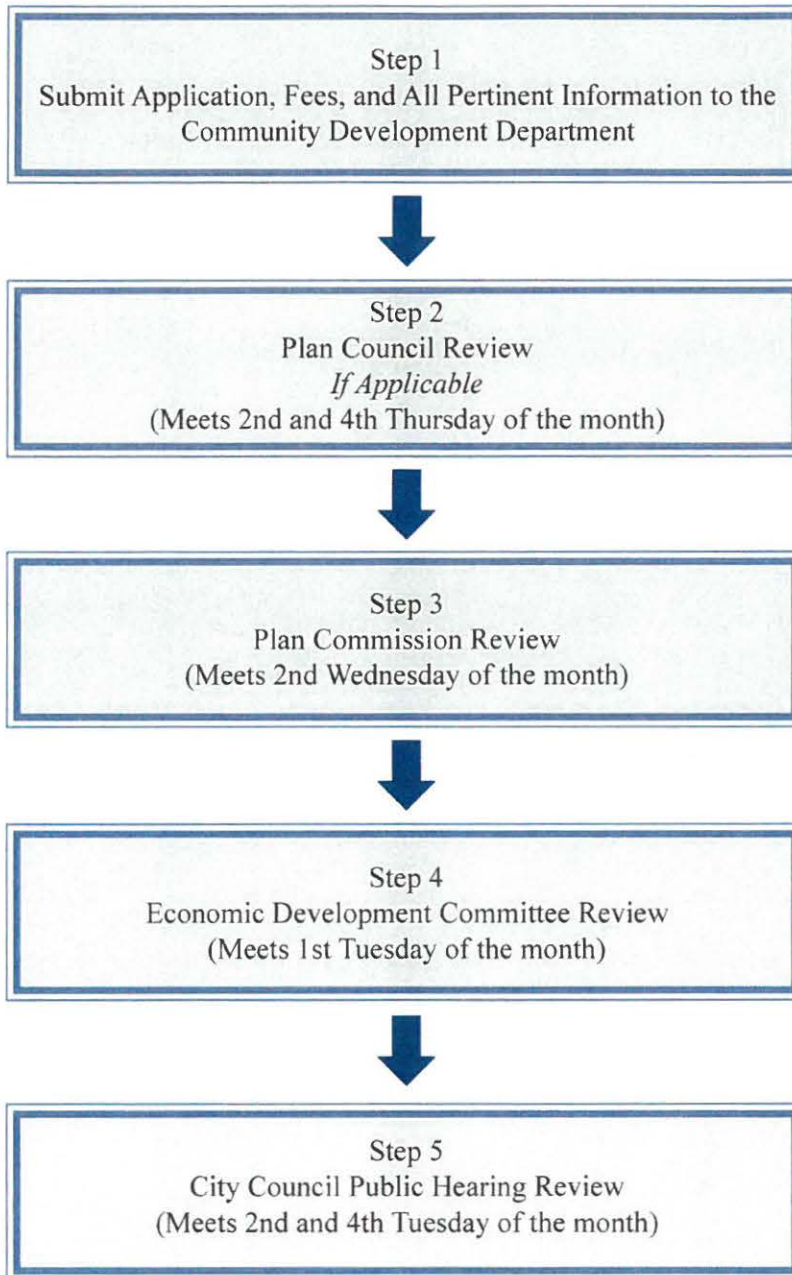 Step 1
Submit Application, Fees, and All Pertinent Information to the
Community Development Department
Step 2
Plan Council Review
If Applicable
(Meets 2nd and 4th Thursday of the month)
Step 3
Plan Commission Review
(Meets 2nd Wednesday of the month)
Step 4
Economic Development Committee Review
(Meets 1st Tuesday of the month)
Step 5
City Council Public Hearing Review
(Meets 2nd and 4th Tuesday of the month)